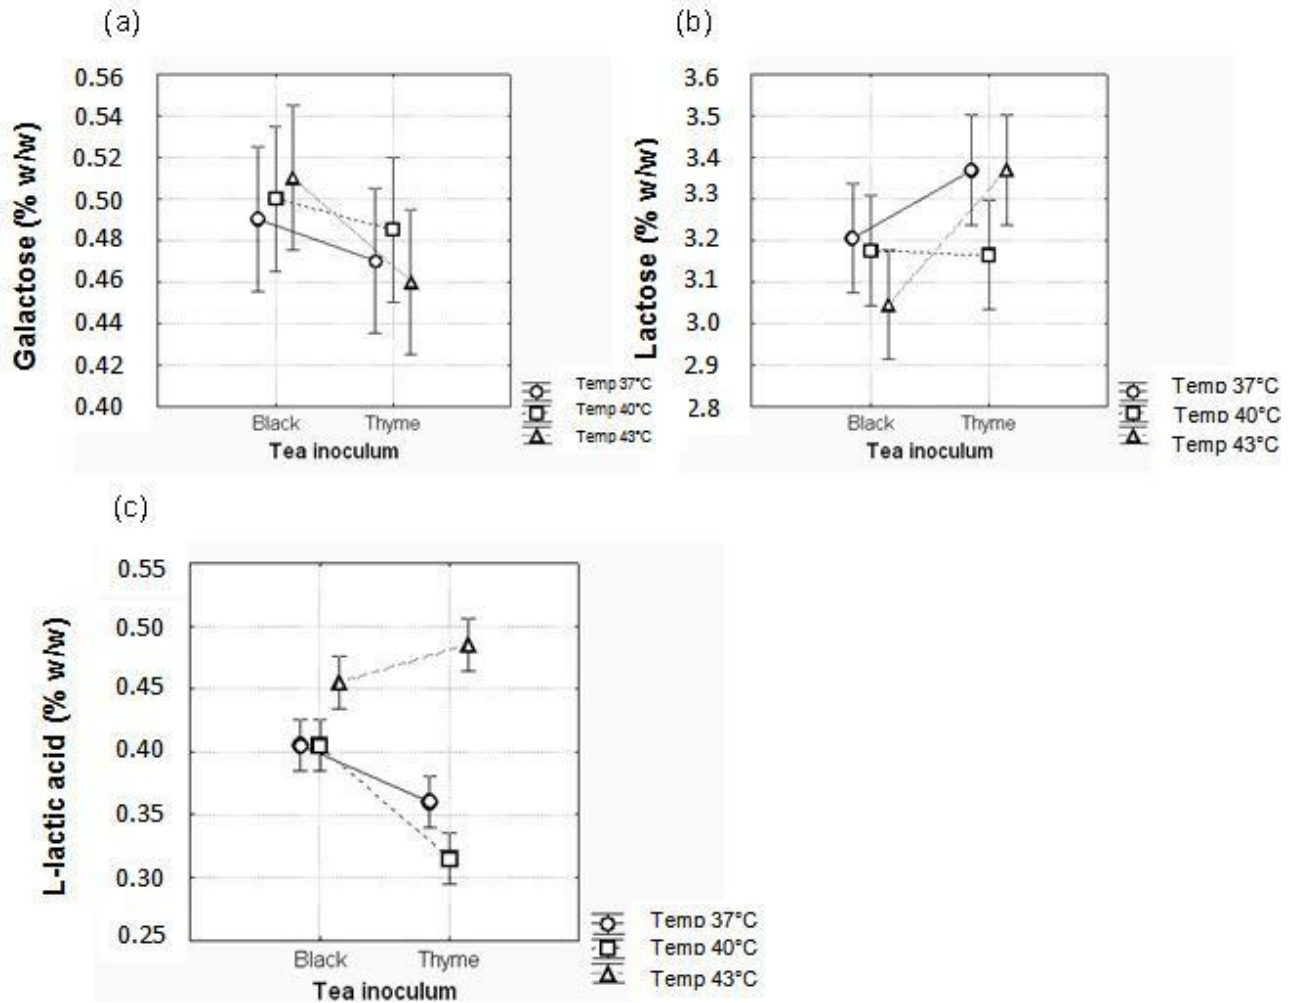 (a)
Galactose (% w/w)
0.56
0.54
0.52
0.50
0.48
0.46
0.44
0.42
0.40
Black Thyme
Tea inoculum
Temp 37°C
Temp 40°C
Temp 43°C
(b)
Lactose (% w/w)
3.6
3.5
3.4
3.3
3.2
3.1
3.0
2.9
2.8
Black Thyme
Tea inoculum
Temp 37°C
Temp 40°C
Temp 43°C
(c)
L-lactic acid (% w/w)
0.55
0.50
0.45
0.40
0.35
0.30
0.25
Black Thyme
Tea inoculum
Temp 37°C
Temp 40°C
Temp 43°C